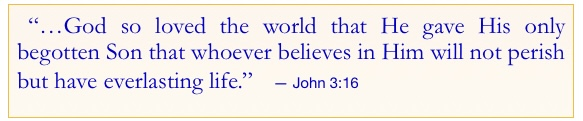 “…God so loved the world that He gave His only
begotten Son that whoever believes in Him will not perish
but have everlasting life.” – John 3:16